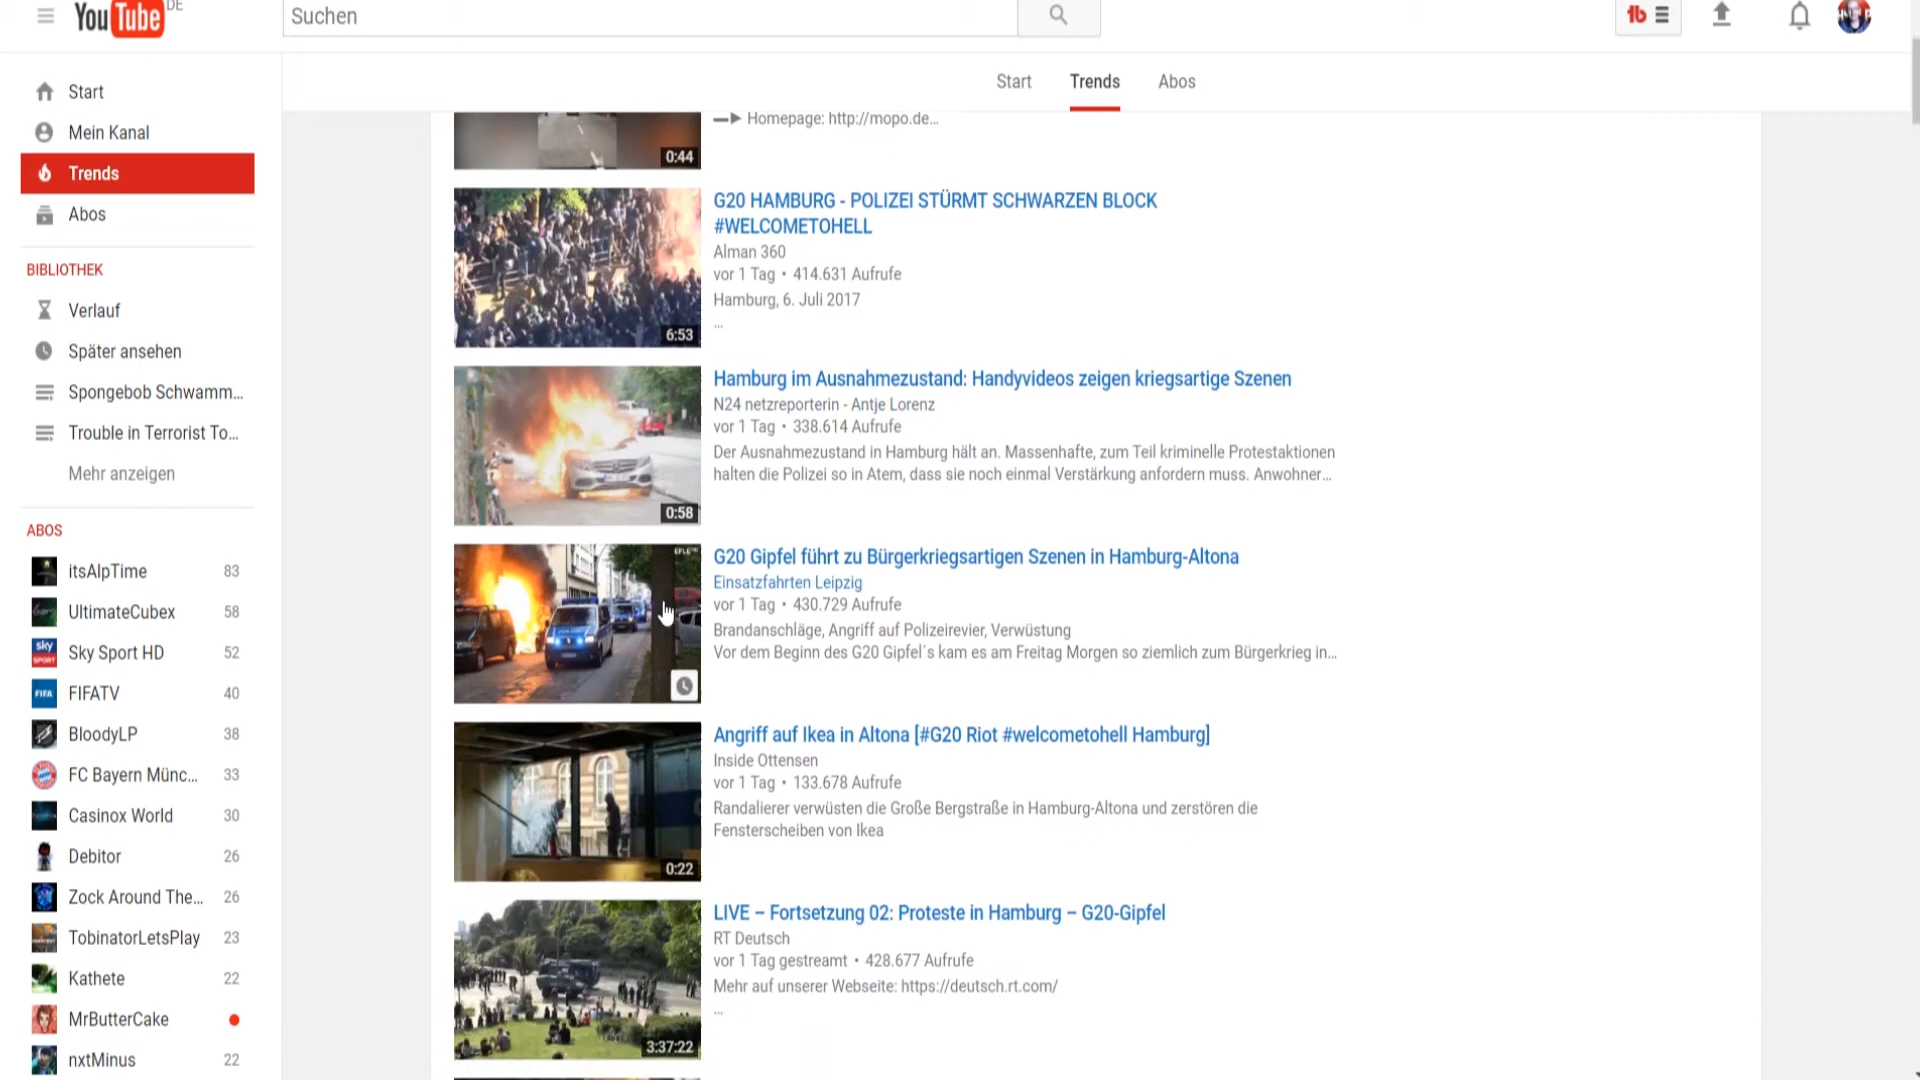 YouTube DE
Suchen
Start
Trends
Abos
Start
Mein Kanal
Trends
Abos
BIBLIOTHEK
Verlauf
Später ansehen
Spongebob Schwamm...
Trouble in Terrorist To...
Mehr anzeigen
ABOS
itsAlpTime 83
UltimateCubex 58
Sky Sport HD 52
FIFATV 40
BloodyLP 38
FC Bayern Münc... 33
Casinox World 30
Debitor 26
Zock Around The... 26
TobinatorLetsPlay 23
Kathete 22
MrButterCake
nxtMinus 22
Homepage: http://mopo.de...
0:44
G20 HAMBURG - POLIZEI STÜRMT SCHWARZEN BLOCK
#WELCOMETOHELL
Alman 360
vor 1 Tag • 414.631 Aufrufe
Hamburg, 6. Juli 2017
...
6:53
Hamburg im Ausnahmezustand: Handyvideos zeigen kriegsartige Szenen
N24 netzreporterin - Antje Lorenz
vor 1 Tag • 338.614 Aufrufe
Der Ausnahmezustand in Hamburg hält an. Massenhafte, zum Teil kriminelle Protestaktionen
halten die Polizei so in Atem, dass sie noch einmal Verstärkung anfordern muss. Anwohner...
0:58
G20 Gipfel führt zu Bürgerkriegsartigen Szenen in Hamburg-Altona
Einsatzfahrten Leipzig
vor 1 Tag • 430.729 Aufrufe
Brandanschläge, Angriff auf Polizeirevier, Verwüstung
Vor dem Beginn des G20 Gipfel´s kam es am Freitag Morgen so ziemlich zum Bürgerkrieg in...
Angriff auf Ikea in Altona [#G20 Riot #welcometohell Hamburg]
Inside Ottensen
vor 1 Tag • 133.678 Aufrufe
Randalierer verwüsten die Große Bergstraße in Hamburg-Altona und zerstören die
Fensterscheiben von Ikea
0:22
LIVE – Fortsetzung 02: Proteste in Hamburg – G20-Gipfel
RT Deutsch
vor 1 Tag gestreamt • 428.677 Aufrufe
Mehr auf unserer Webseite: https://deutsch.rt.com/
...
3:37:22